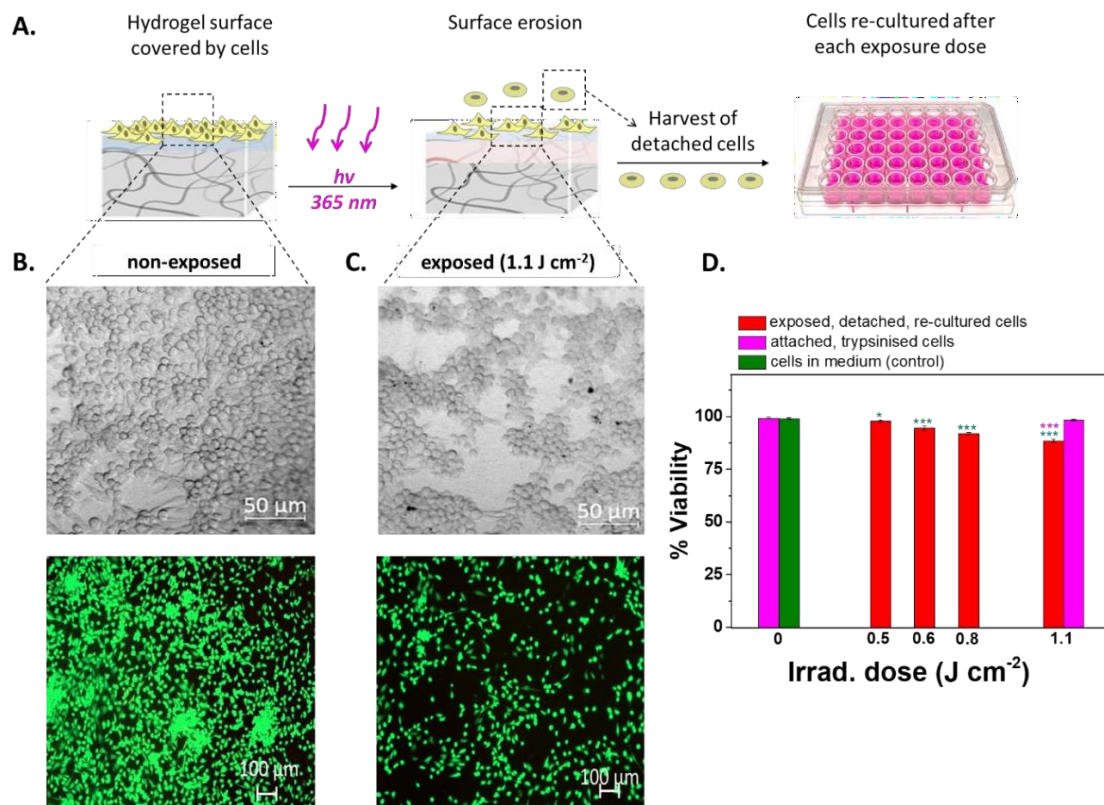 A.
Hydrogel surface
covered by cells
Surface erosion
Cells re-cultured after
each exposure dose
hv
365 nm
Harvest of
detached cells
B.
non-exposed
C.
exposed (1.1 J cm⁻²)
D.
50 µm
50 µm
100 µm
100 µm
exposed, detached, re-cultured cells
attached, trypsinised cells
cells in medium (control)
% Viability
100
75
50
25
0
*
***
***
***
***
0
0.5
0.6
0.8
1.1
Irrad. dose (J cm⁻²)